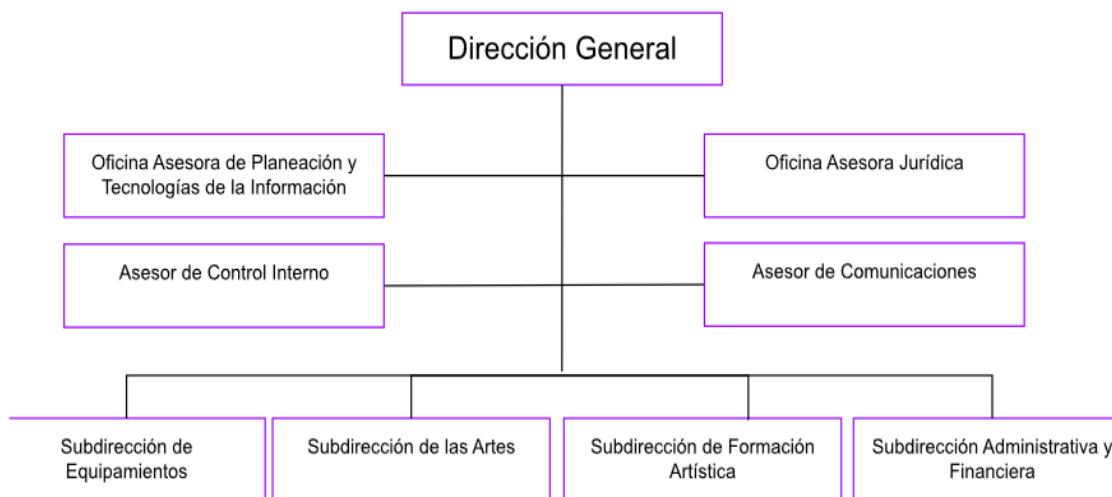 Dirección General
Oficina Asesora de Planeación y
Tecnologías de la Información
Oficina Asesora Jurídica
Asesor de Control Interno
Asesor de Comunicaciones
Subdirección de
Equipamientos
Subdirección de las Artes
Subdirección de Formación
Artística
Subdirección Administrativa y
Financiera